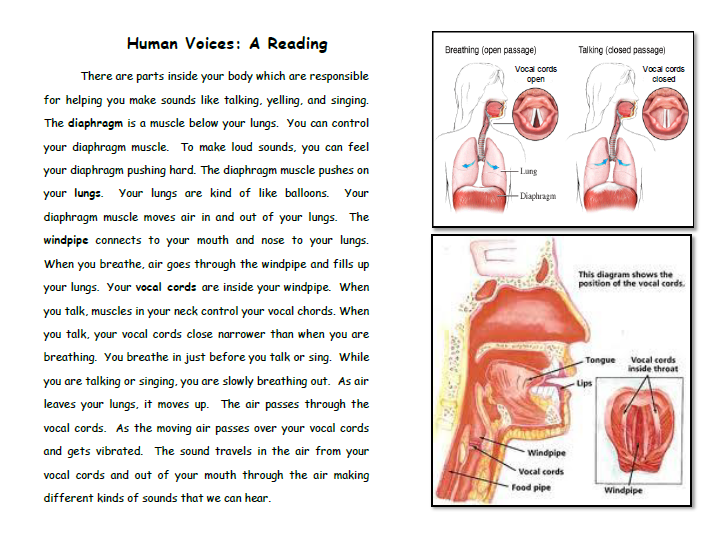 Human Voices: A Reading
There are parts inside your body which are responsible
for helping you make sounds like talking, yelling, and singing.
The diaphragm is a muscle below your lungs. You can control
your diaphragm muscle. To make loud sounds, you can feel
your diaphragm pushing hard. The diaphragm muscle pushes on
your lungs. Your lungs are kind of like balloons. Your
diaphragm muscle moves air in and out of your lungs. The
windpipe connects to your mouth and nose to your lungs.
When you breathe, air goes through the windpipe and fills up
your lungs. Your vocal cords are inside your windpipe. When
you talk, muscles in your neck control your vocal chords. When
you talk, your vocal cords close narrower than when you are
breathing. You breathe in just before you talk or sing. While
you are talking or singing, you are slowly breathing out. As air
leaves your lungs, it moves up. The air passes through the
vocal cords. As the moving air passes over your vocal cords
and gets vibrated. The sound travels in the air from your
vocal cords and out of your mouth through the air making
different kinds of sounds that we can hear.
Breathing (open passage)
Vocal cords
open
Talking (closed passage)
Vocal cords
closed
Lung
Diaphragm
This diagram shows the
position of the vocal cords.
Tongue
Lips
Vocal cords
inside throat
Windpipe
Vocal cords
Food pipe
Windpipe